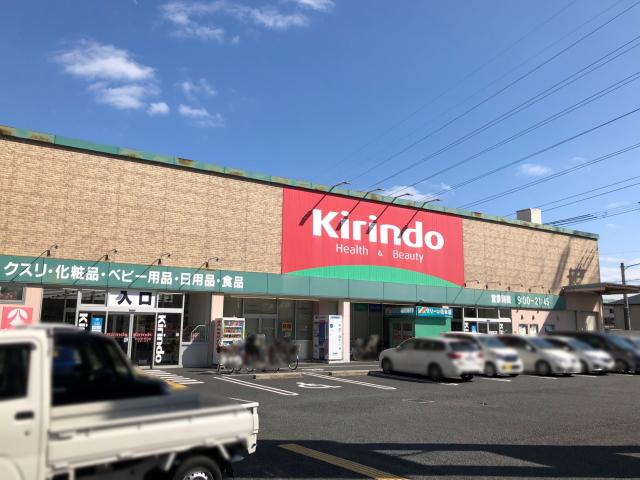 Kirindo
Health & Beauty
クスリ・化粧品・ベビー用品・日用品・食品
営業時間 9:00~21:45
入口
Kirindo
Kirindo